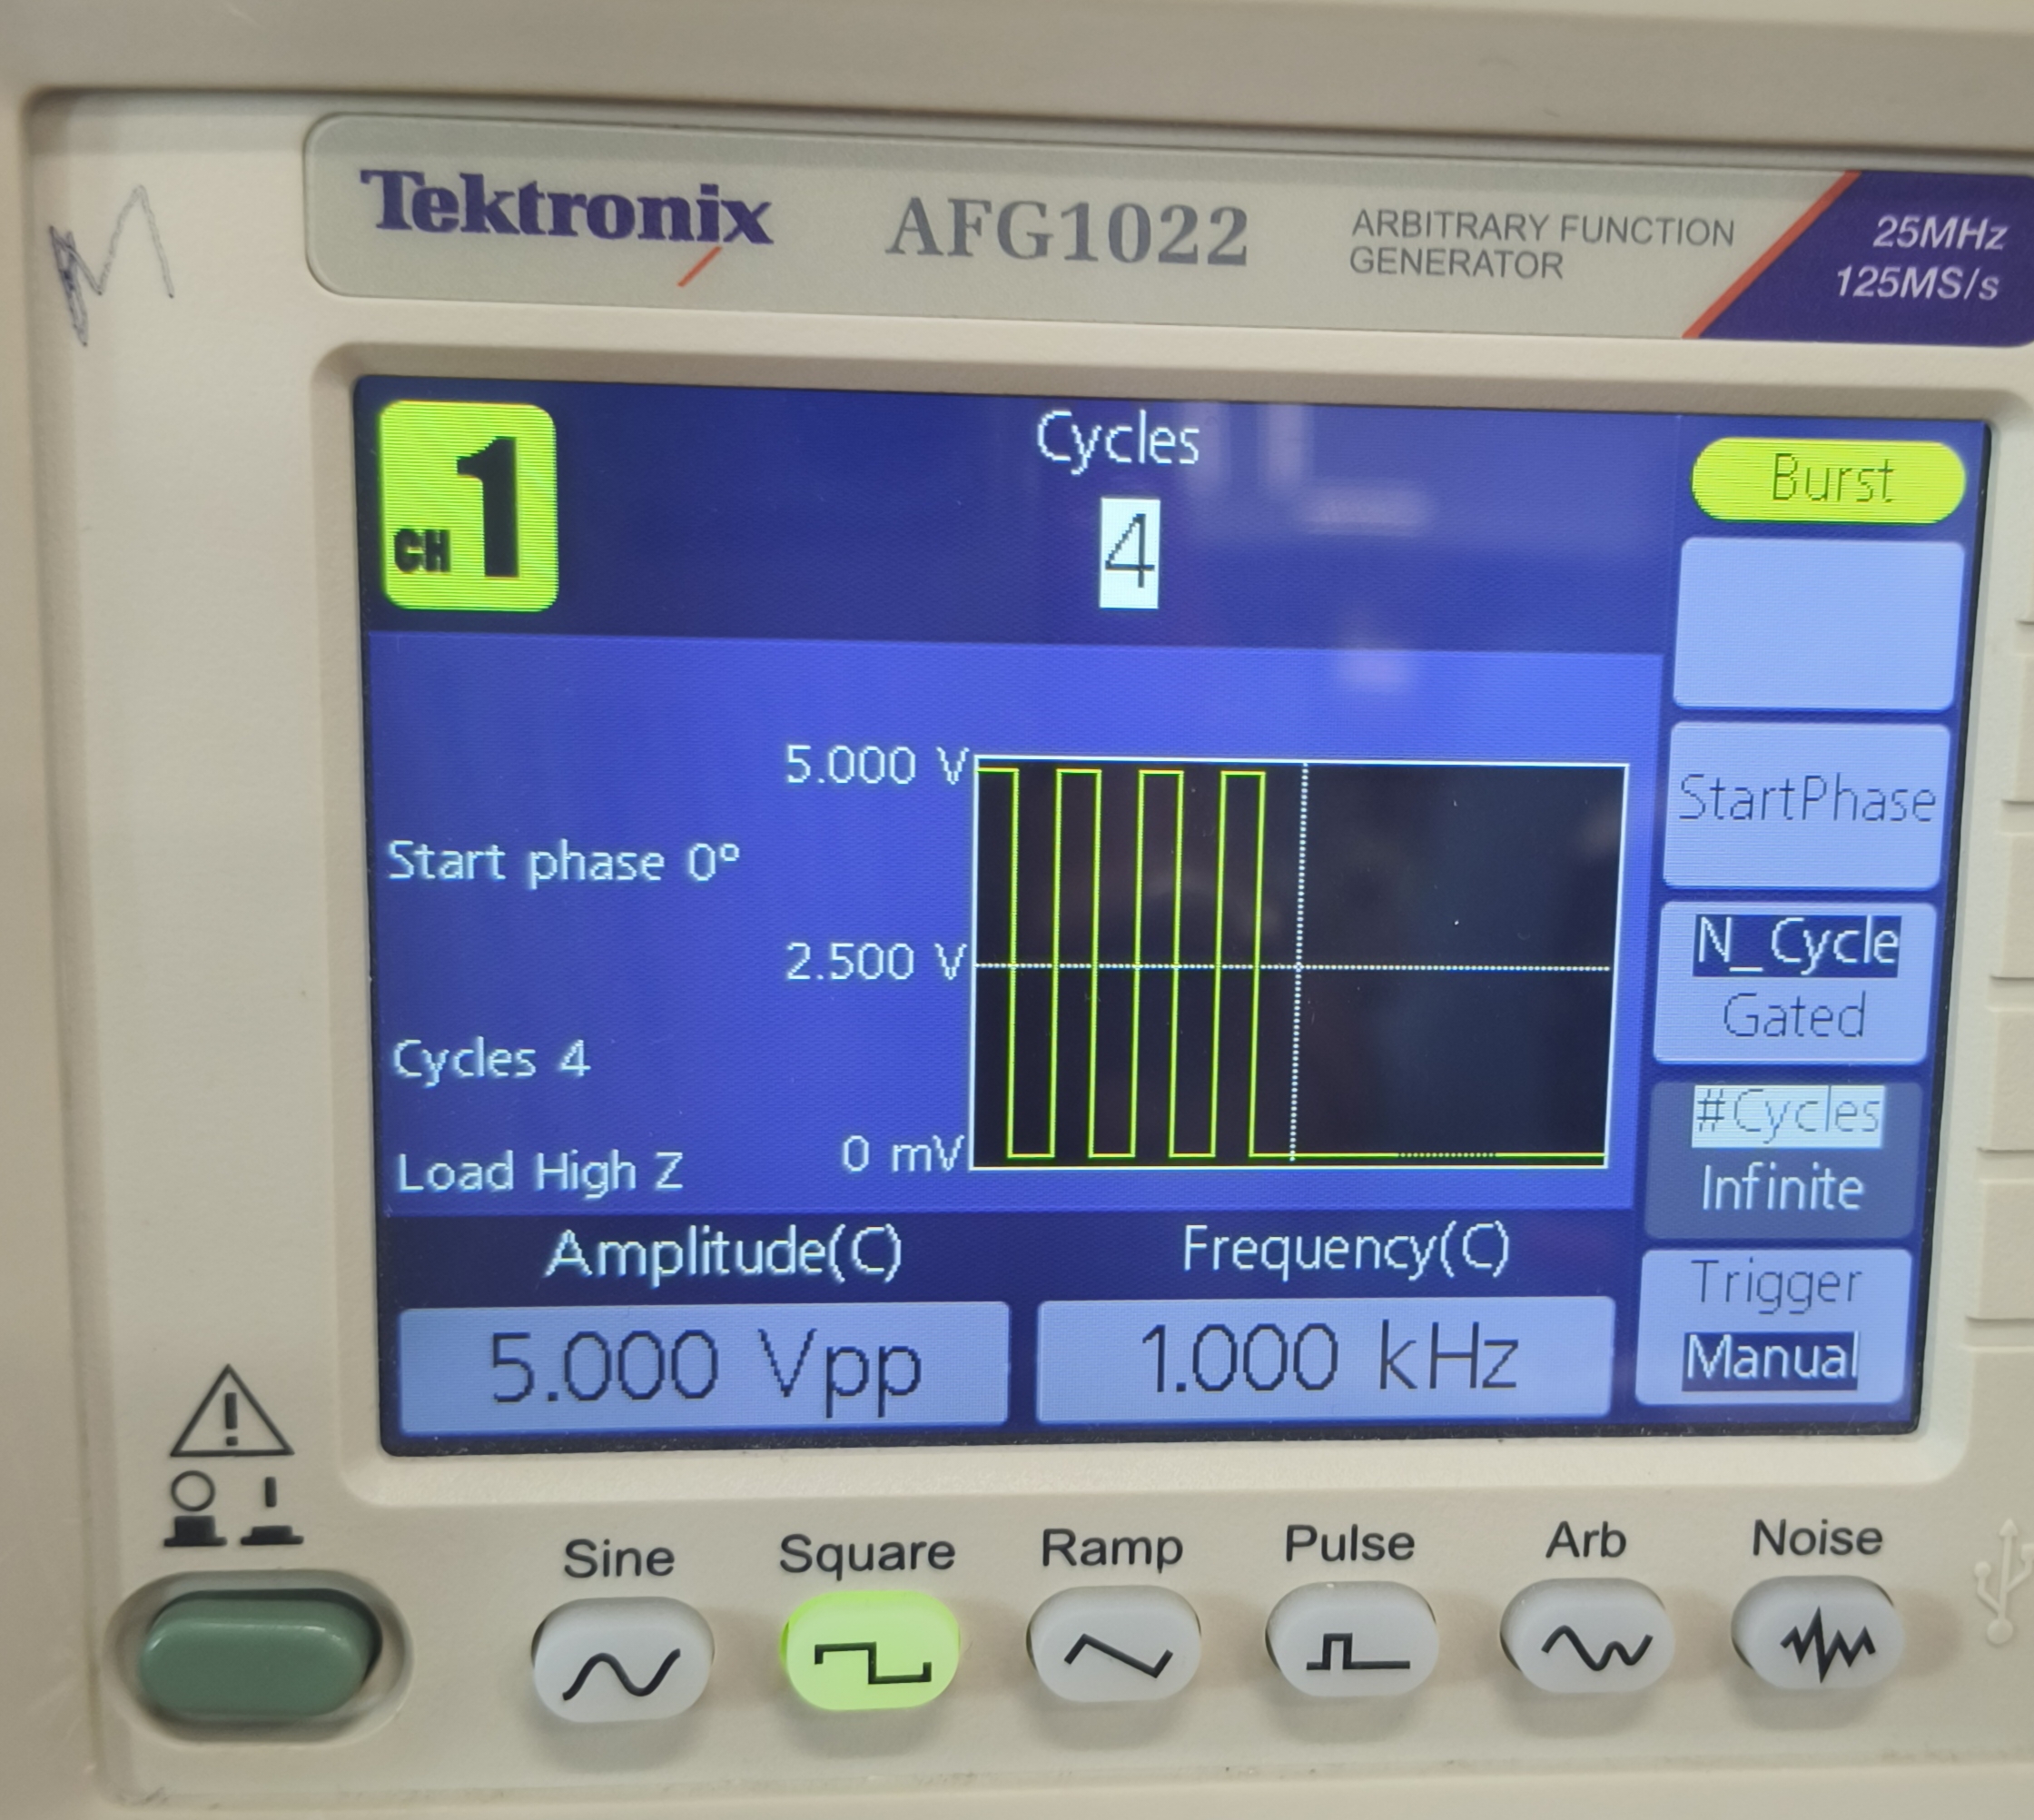 M
Tektronix AFG1022 ARBITRARY FUNCTION GENERATOR 25MHz 125MS/s
CH 1
Cycles
4
Burst
StartPhase
N_Cycle
Gated
#Cycles
Infinite
Trigger
Manual
5.000 V
Start phase 0°
2.500 V
Cycles 4
0 mV
Load High Z
Amplitude(C) Frequency(C)
5.000 Vpp 1.000 kHz
Sine Square Ramp Pulse Arb Noise